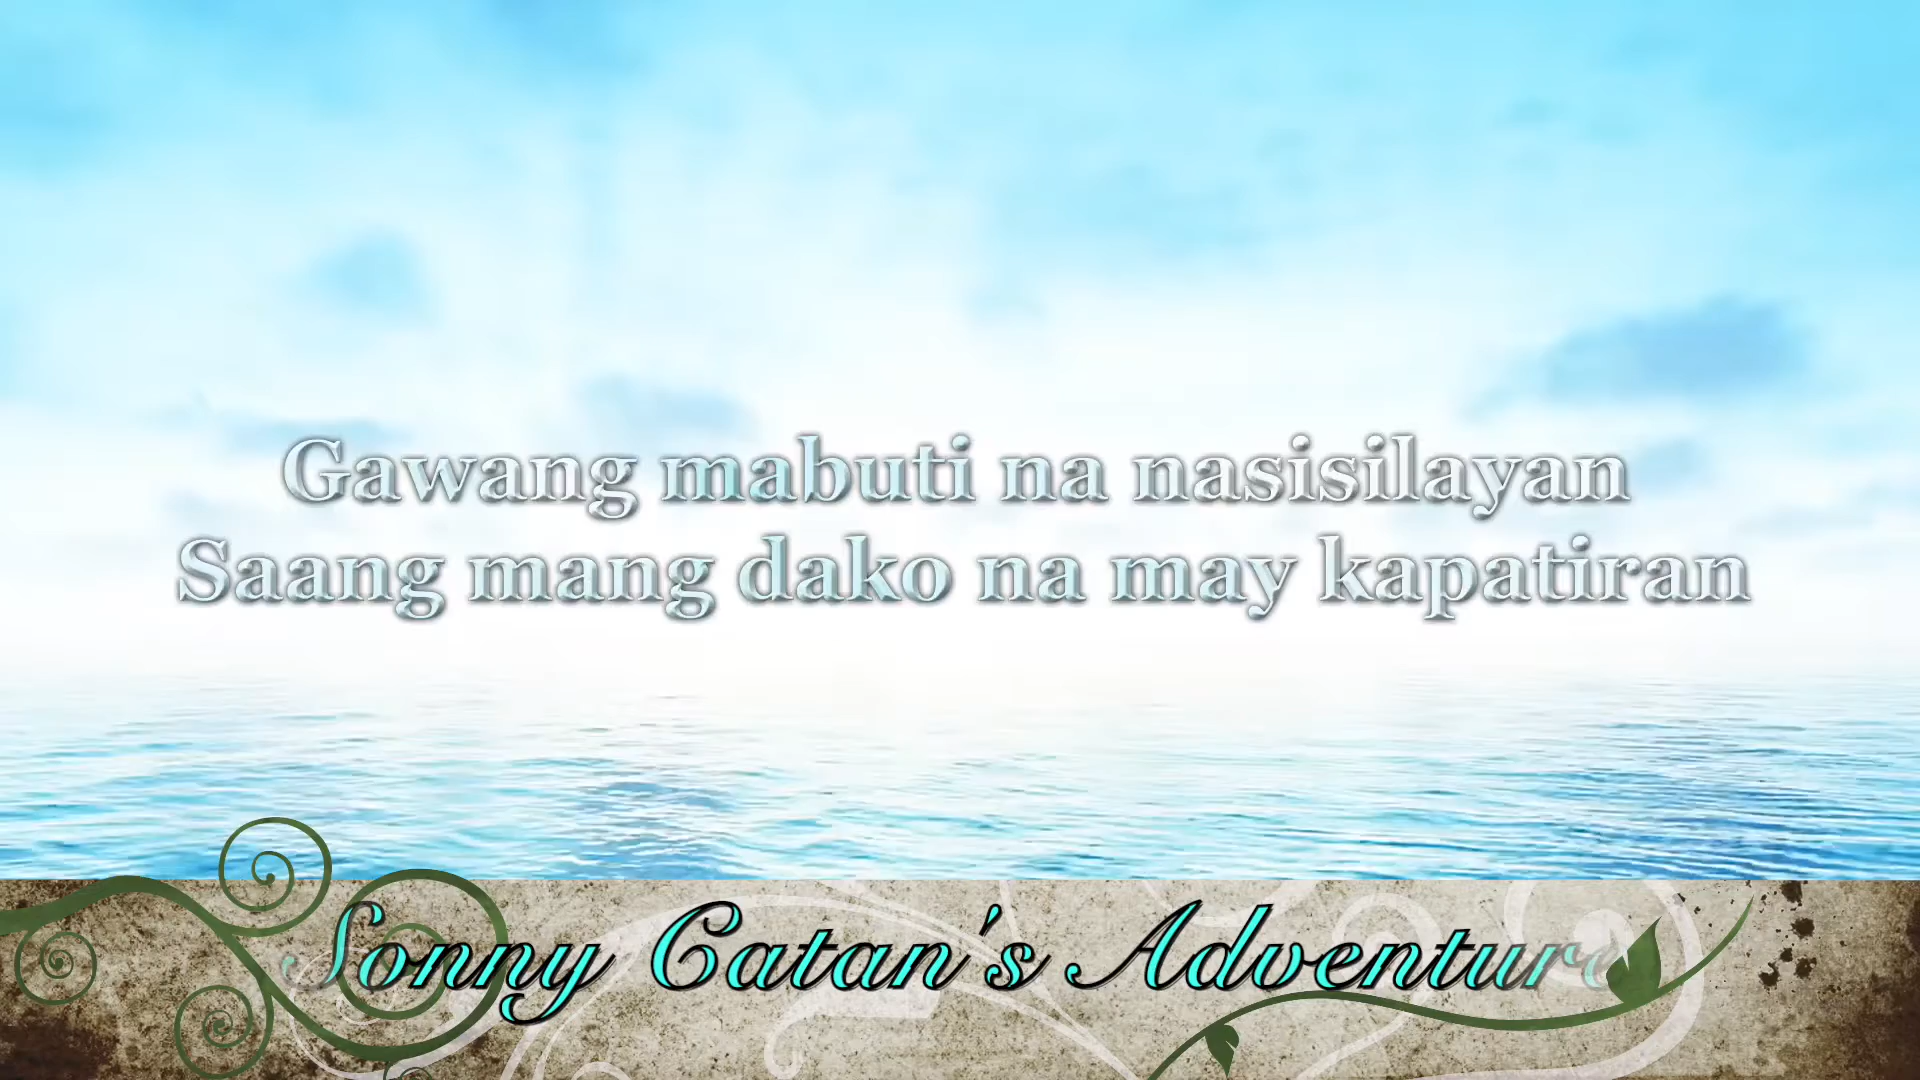 Gawang mabuti na nasisilayan
Saang mang dako na may kapatiran
Sonny Catan's Adventure